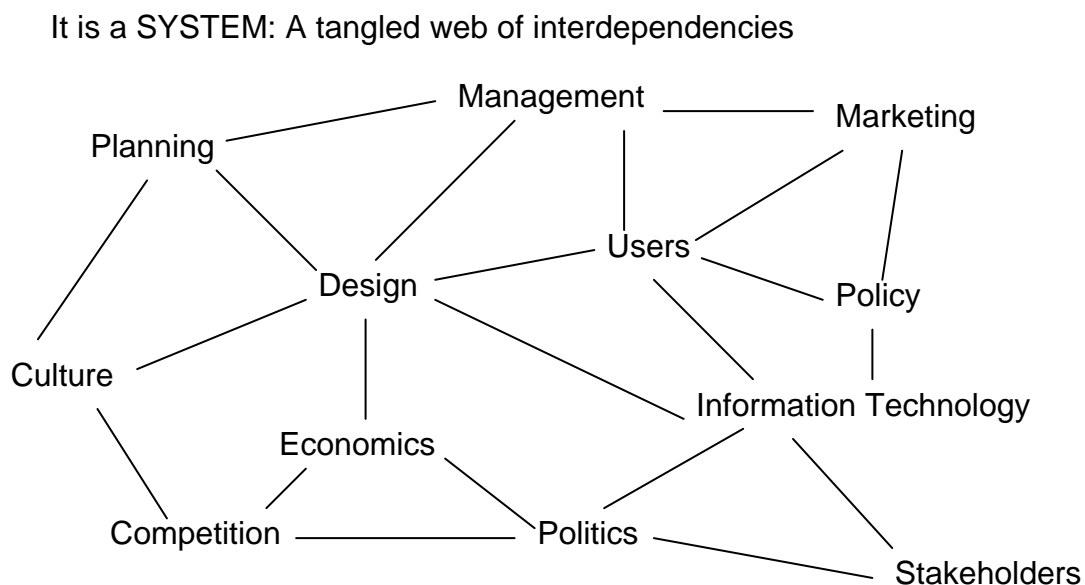 It is a SYSTEM: A tangled web of interdependencies
Management
Marketing
Planning
Users
Design
Policy
Culture
Information Technology
Economics
Competition
Politics
Stakeholders